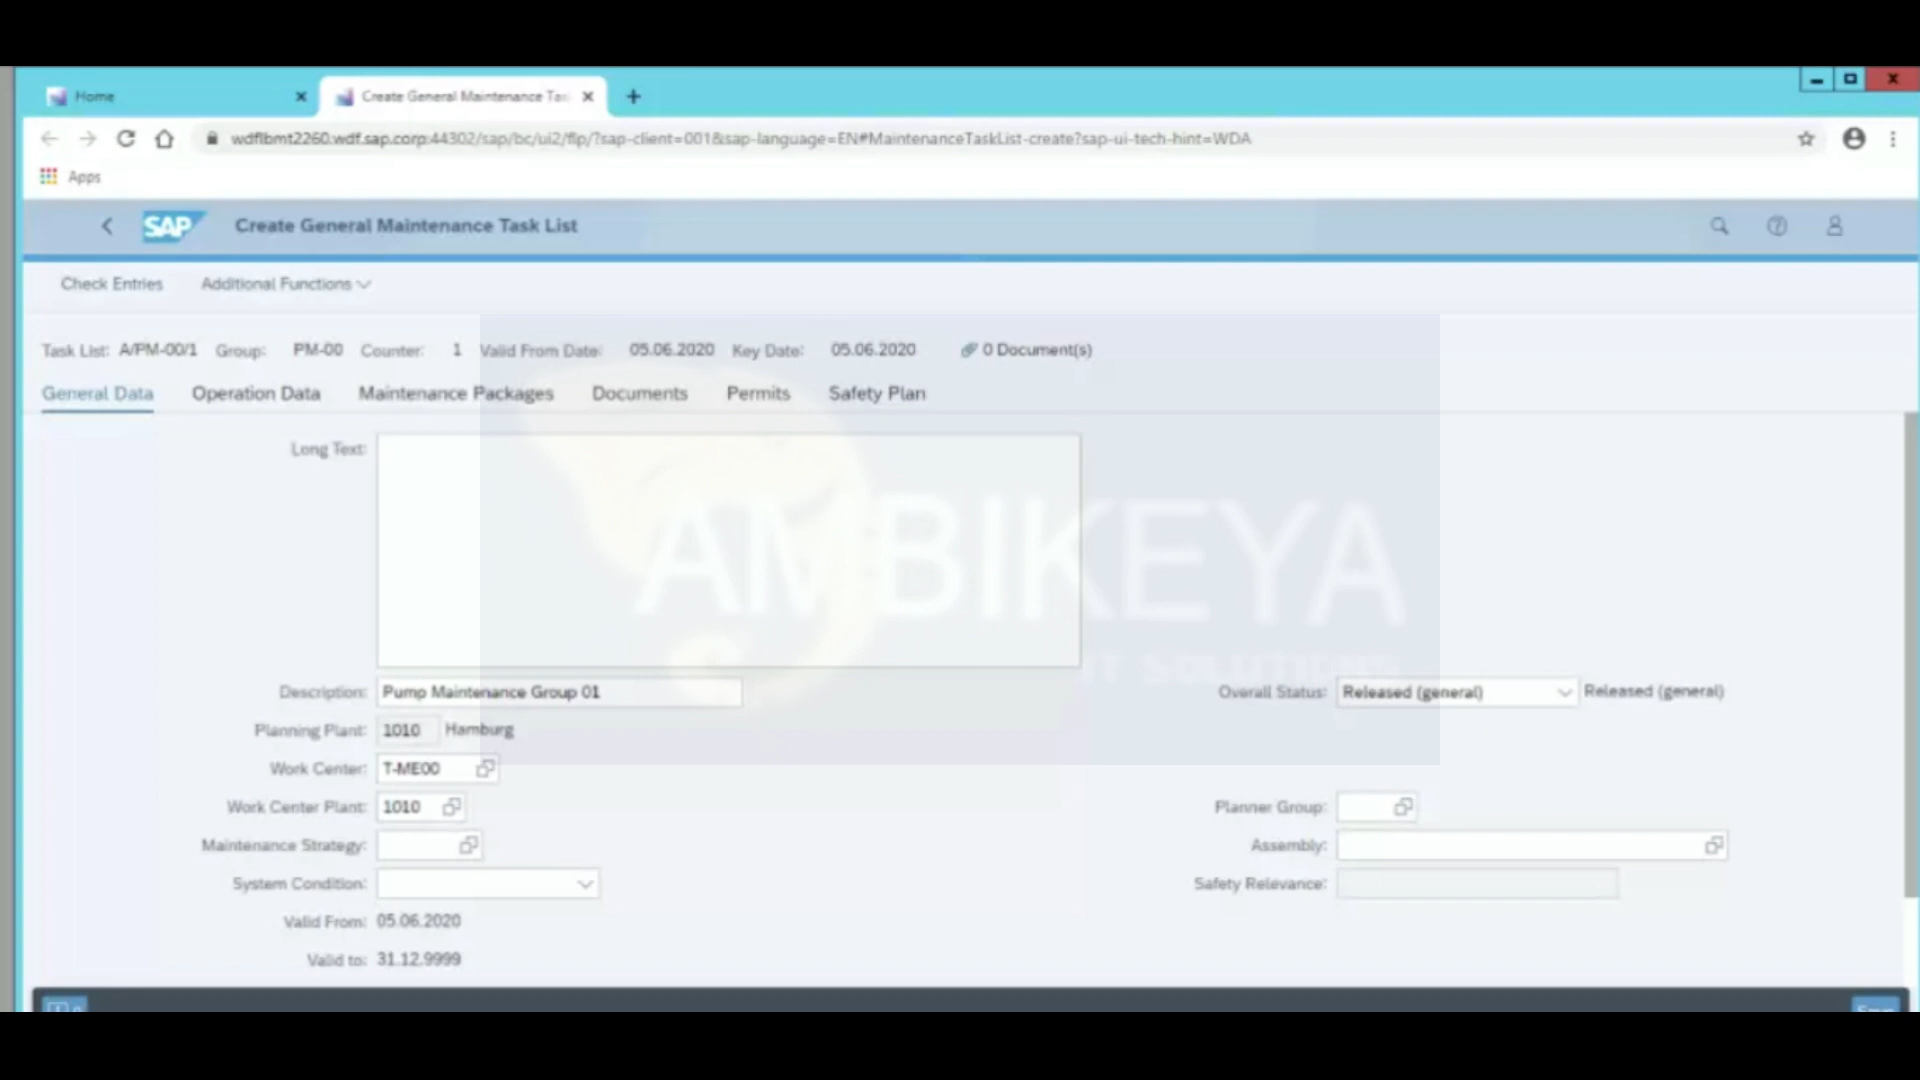 Home
Create General Maintenance Tas
wdflbmt2260.wdf.sap.corp:44302/sap/bc/ui2/flp/?sap-client=001&sap-language=EN#MaintenanceTaskList-create?sap-ui-tech-hint=WDA
Apps
SAP Create General Maintenance Task List
Check Entries Additional Functions
Task List: A/PM-00/1 Group: PM-00 Counter: 1 Valid From Date: 05.06.2020 Key Date: 05.06.2020 0 Document(s)
General Data Operation Data Maintenance Packages Documents Permits Safety Plan
Long Text:
AMBIKEYA
IT SOLUTIONS
Description: Pump Maintenance Group 01 Overall Status: Released (general) Released (general)
Planning Plant: 1010 Hamburg
Work Center: T-ME00
Work Center Plant: 1010 Planner Group:
Maintenance Strategy: Assembly:
System Condition: Safety Relevance:
Valid From: 05.06.2020
Valid to: 31.12.9999